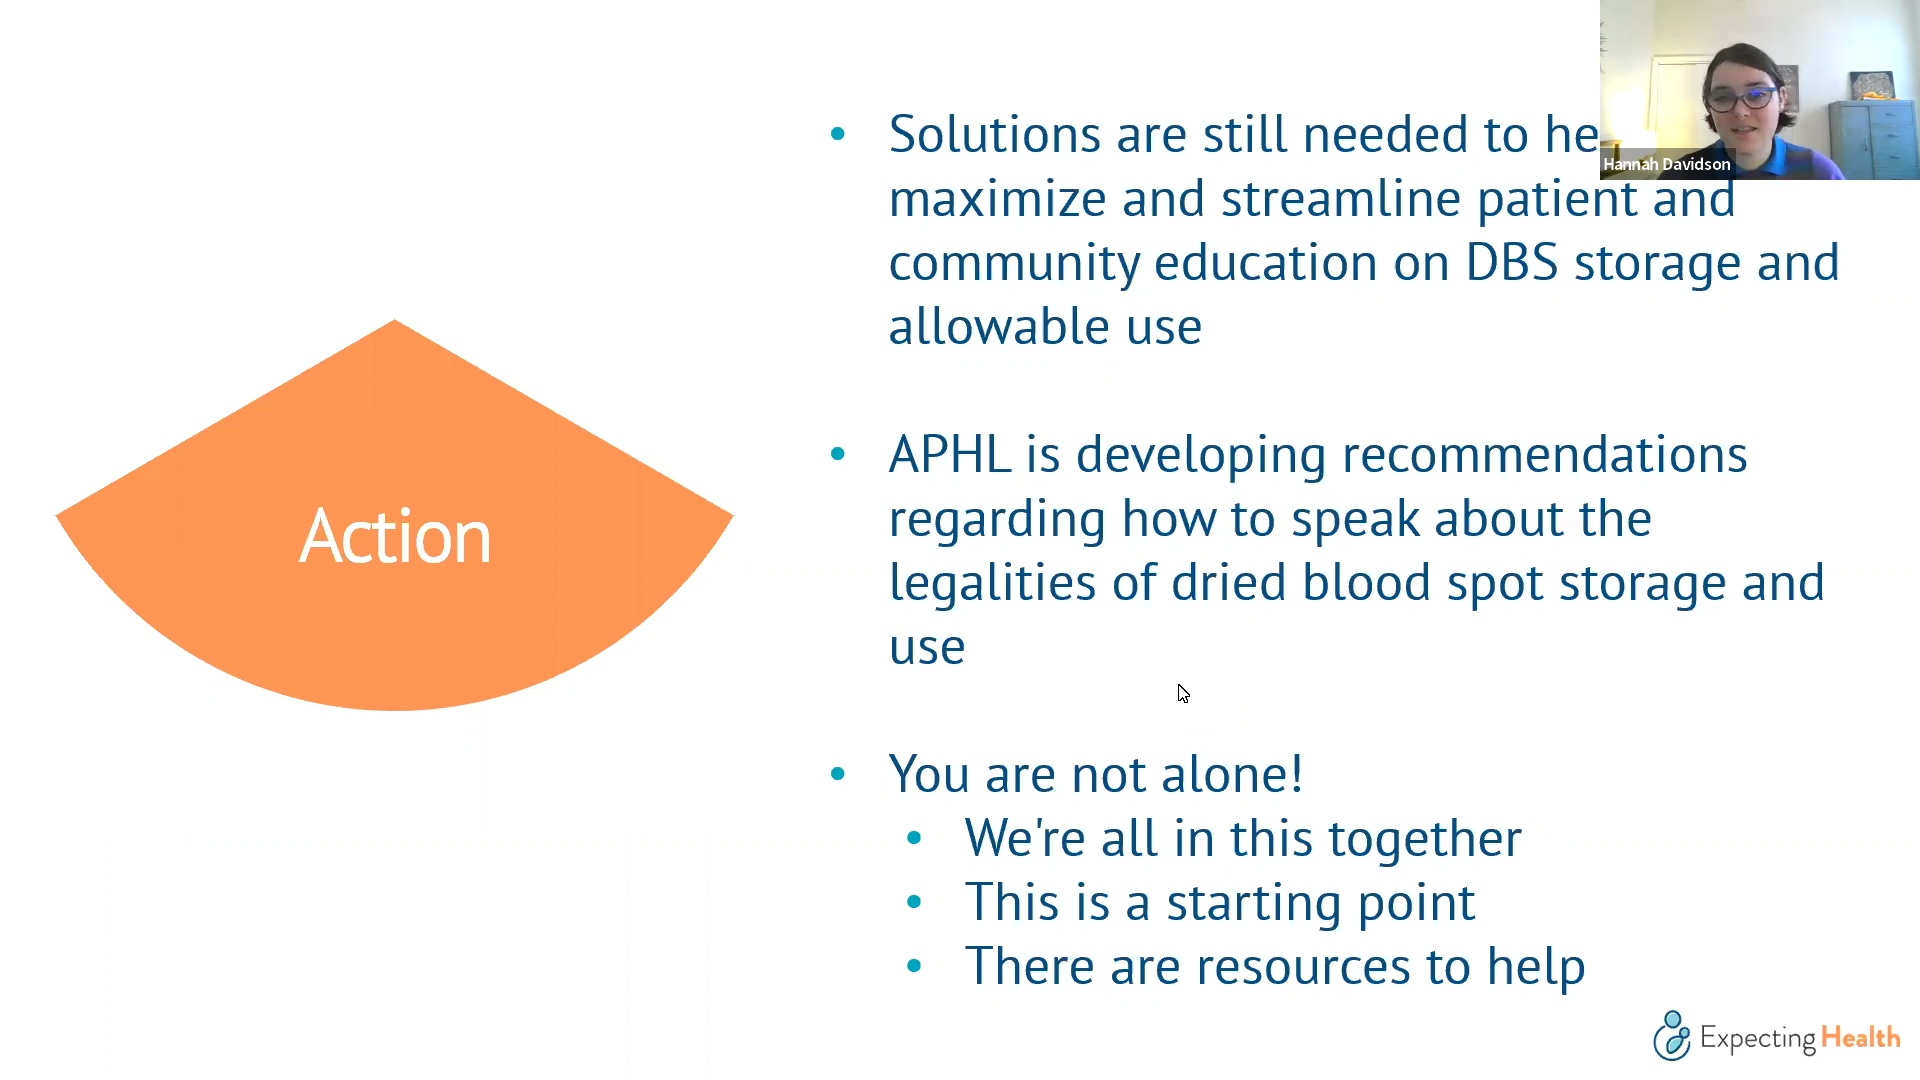 Solutions are still needed to he
Hannah Davidson
maximize and streamline patient and
community education on DBS storage and
allowable use
Action
APHL is developing recommendations
regarding how to speak about the
legalities of dried blood spot storage and
use
You are not alone!
We're all in this together
This is a starting point
There are resources to help
Expecting Health